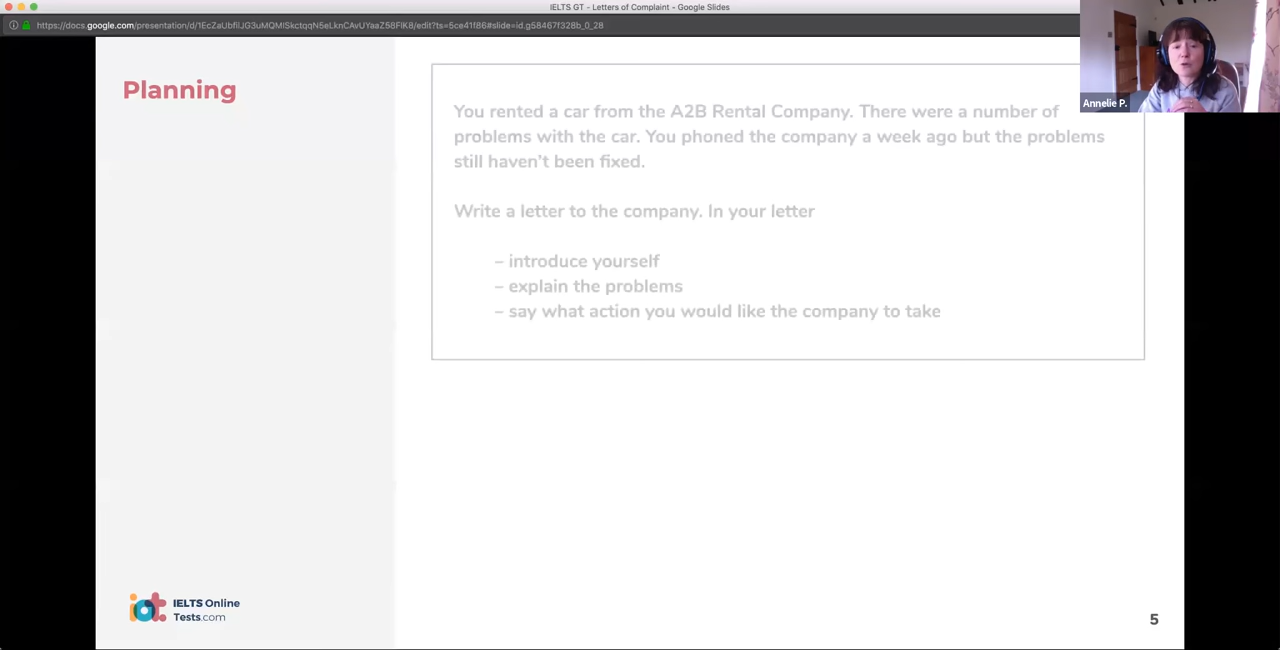 IELTS GT - Letters of Complaint - Google Slides
Planning
Annelie P.
You rented a car from the A2B Rental Company. There were a number of
problems with the car. You phoned the company a week ago but the problems
still haven't been fixed.
Write a letter to the company. In your letter
– introduce yourself
– explain the problems
– say what action you would like the company to take
iot IELTS Online
Tests.com
5